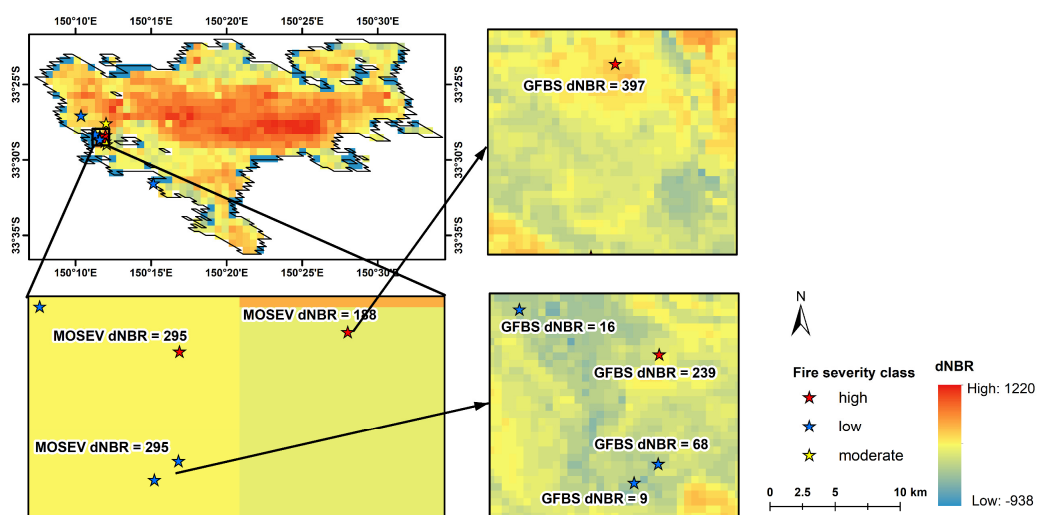 150°10'E 150°15'E 150°20'E 150°25'E 150°30'E
33°25'S 33°25'S
33°30'S 33°30'S
33°35'S 33°35'S
150°10'E 150°15'E 150°20'E 150°25'E 150°30'E
GFBS dNBR = 397
MOSEV dNBR = 188
MOSEV dNBR = 295
MOSEV dNBR = 295
GFBS dNBR = 16
GFBS dNBR = 239
GFBS dNBR = 68
GFBS dNBR = 9
N
Fire severity class
high
low
moderate
dNBR
High: 1220
Low: -938
0 2.5 5 10 km